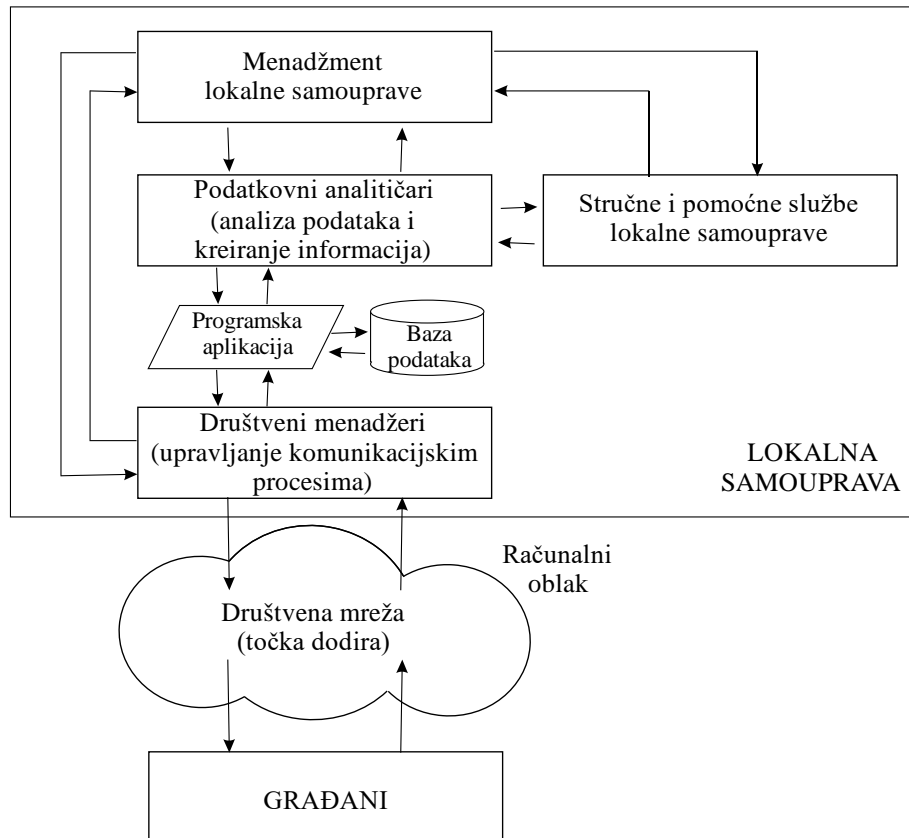 Menadžment
lokalne samouprave
Podatkovni analitičari
(analiza podataka i
kreiranje informacija)
Stručne i pomoćne službe
lokalne samouprave
Programska
aplikacija
Baza
podataka
Društveni menadžeri
(upravljanje komunikacijskim
procesima)
LOKALNA
SAMOUPRAVA
Računalni
oblak
Društvena mreža
(točka dodira)
GRAĐANI